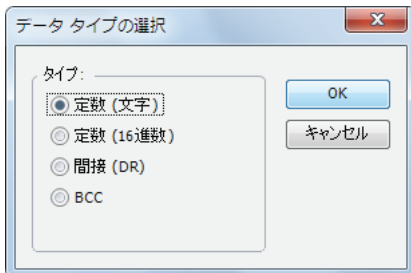 データ タイプの選択
タイプ:
定数 (文字)
定数 (16進数)
間接 (DR)
BCC
OK
キャンセル